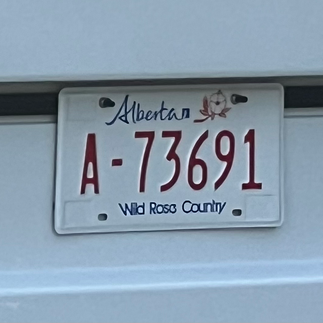 Alberta
A-73691
Wild Rose Country